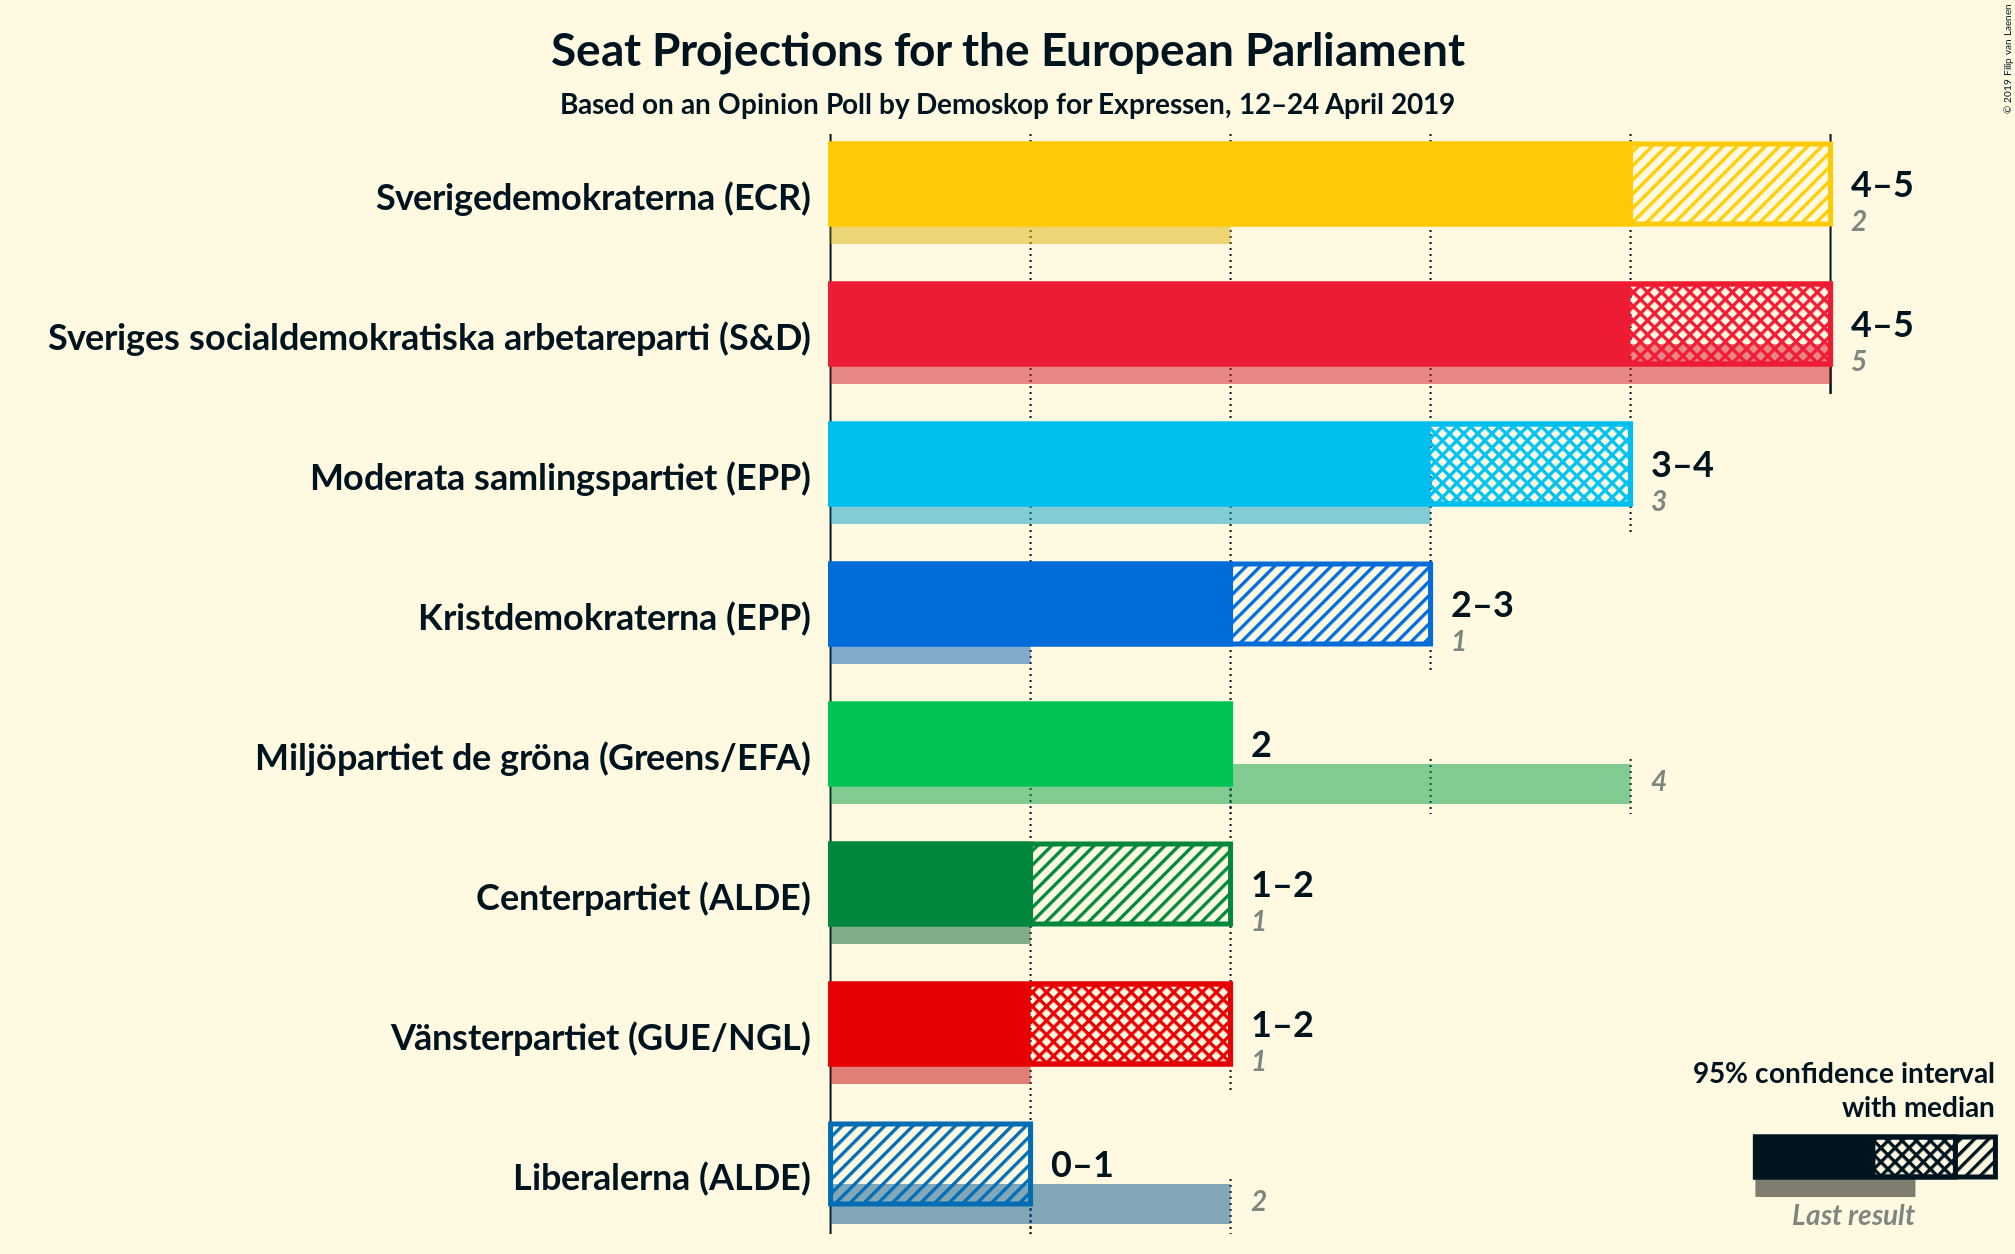 Seat Projections for the European Parliament
Based on an Opinion Poll by Demoskop for Expressen, 12–24 April 2019
© 2019 Filip van Laenen
Sverigedemokraterna (ECR)
4–5
2
Sveriges socialdemokratiska arbetareparti (S&D)
4–5
5
Moderata samlingspartiet (EPP)
3–4
3
Kristdemokraterna (EPP)
2–3
1
Miljöpartiet de gröna (Greens/EFA)
2
4
Centerpartiet (ALDE)
1–2
1
Vänsterpartiet (GUE/NGL)
1–2
1
Liberalerna (ALDE)
0–1
2
95% confidence interval
with median
Last result